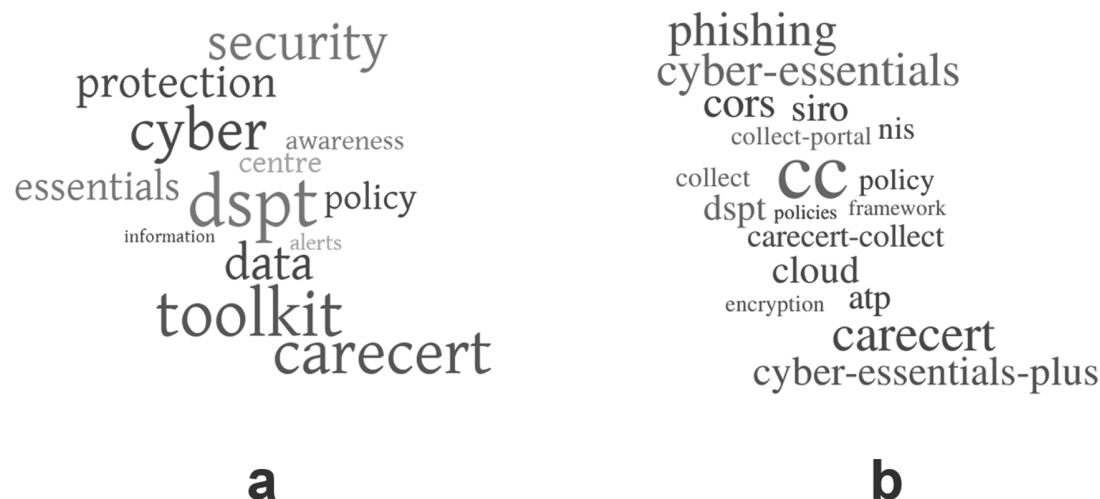 security
protection
cyber awareness
centre
essentials dspt policy
information alerts
data
toolkit
carecert
a
phishing
cyber-essentials
cors siro
collect-portal nis
collect cc policy
dspt policies framework
carecert-collect
cloud
encryption atp
carecert
cyber-essentials-plus
b